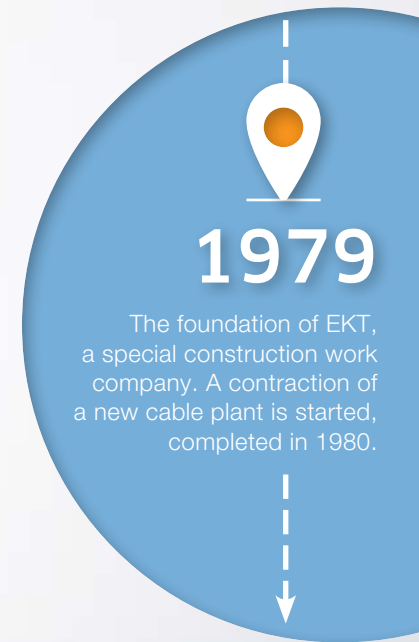 1979
The foundation of EKT,
a special construction work
company. A contraction of
a new cable plant is started,
completed in 1980.